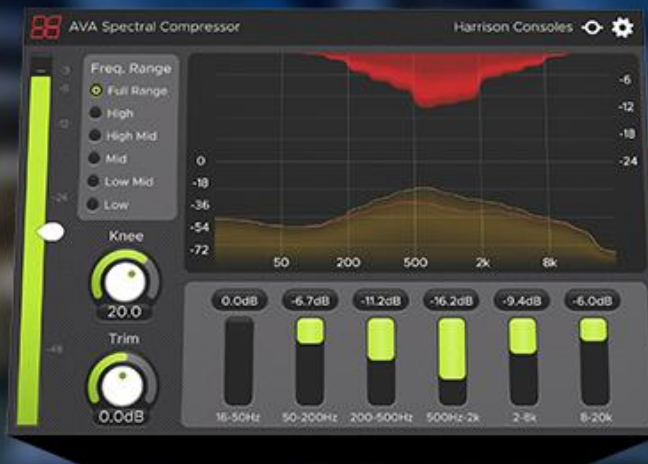 AVA Spectral Compressor
Harrison Consoles
Freq. Range
Full Range
High
High Mid
Mid
Low Mid
Low
-3
-6
-12
-24
-48
Knee
20.0
Trim
0.0dB
-6
-12
-18
-24
0
-18
-36
-54
-72
50 200 500 2k 8k
0.0dB -6.7dB -11.2dB -16.2dB -9.4dB -6.0dB
16-50Hz 50-200Hz 200-500Hz 500Hz-2k 2-8k 8-20k